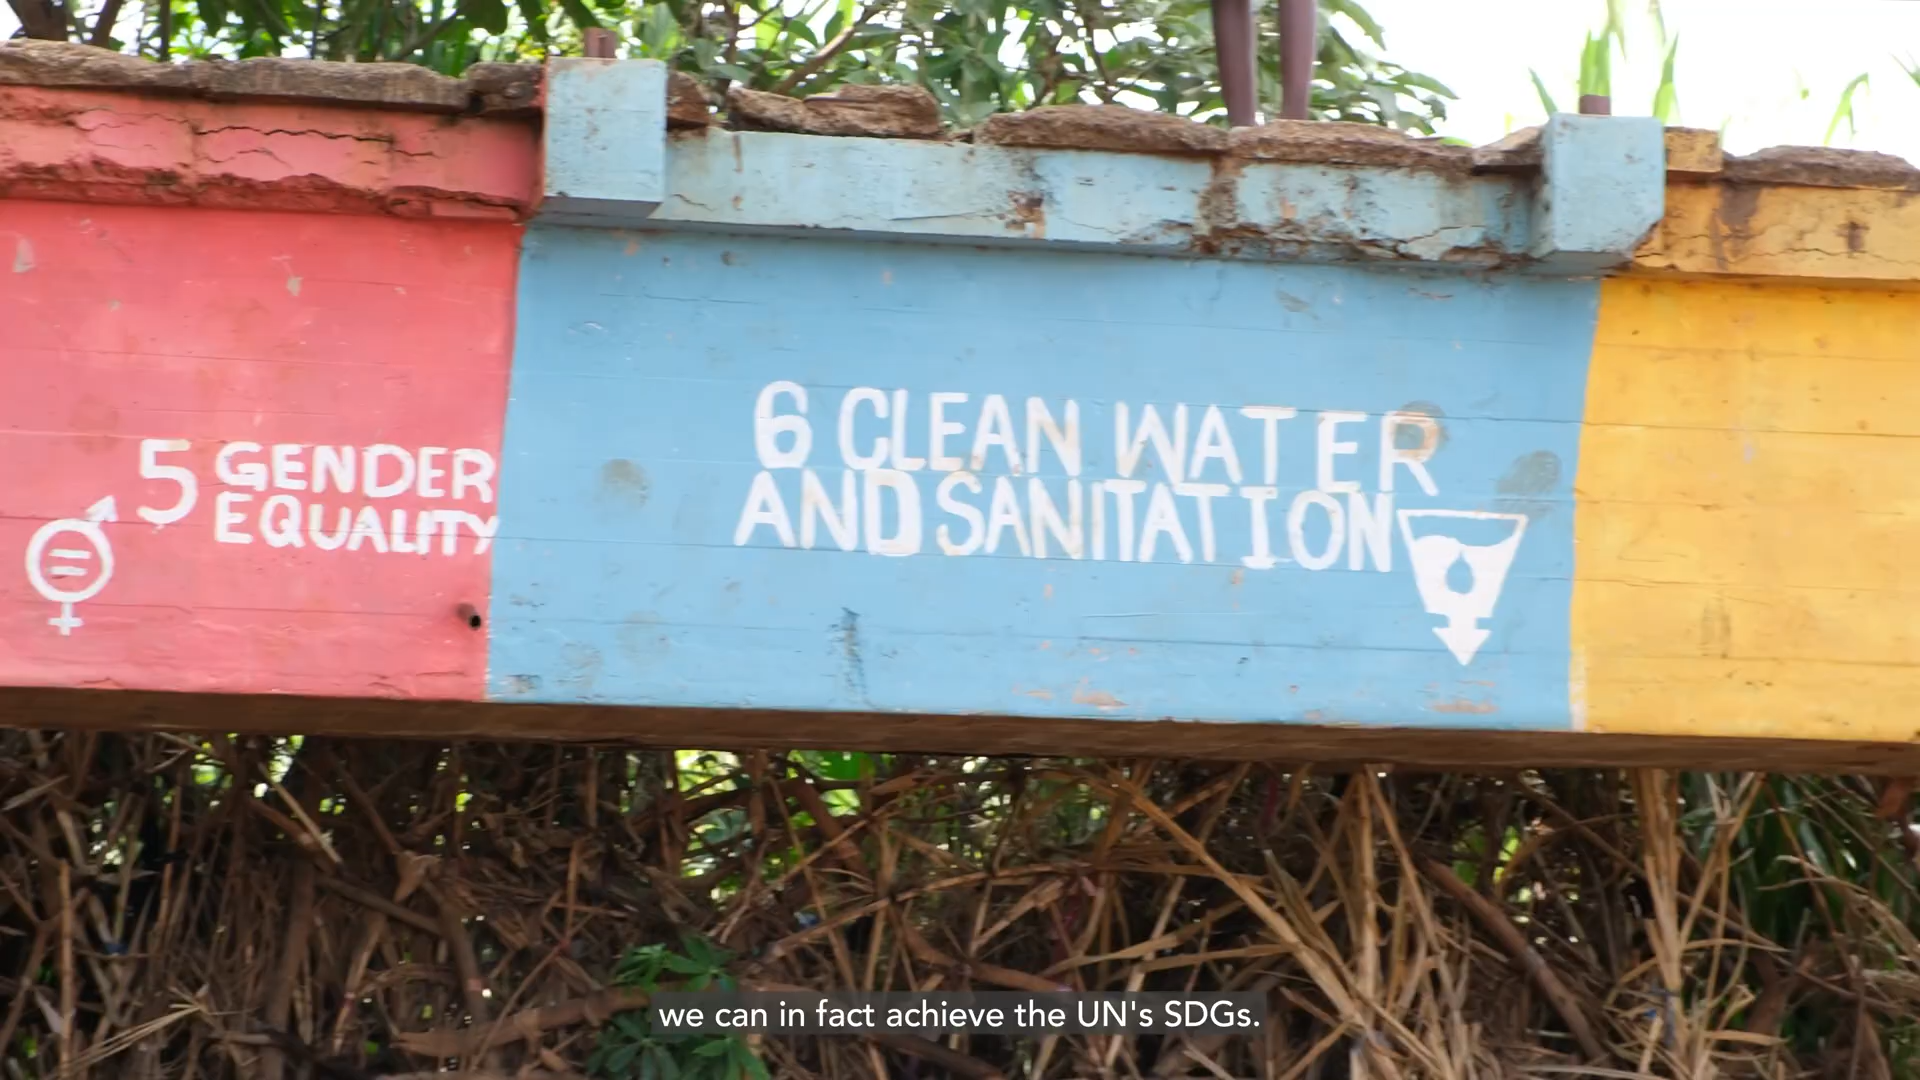 5 GENDER
EQUALITY
6 CLEAN WATER
AND SANITATION
we can in fact achieve the UN's SDGs.